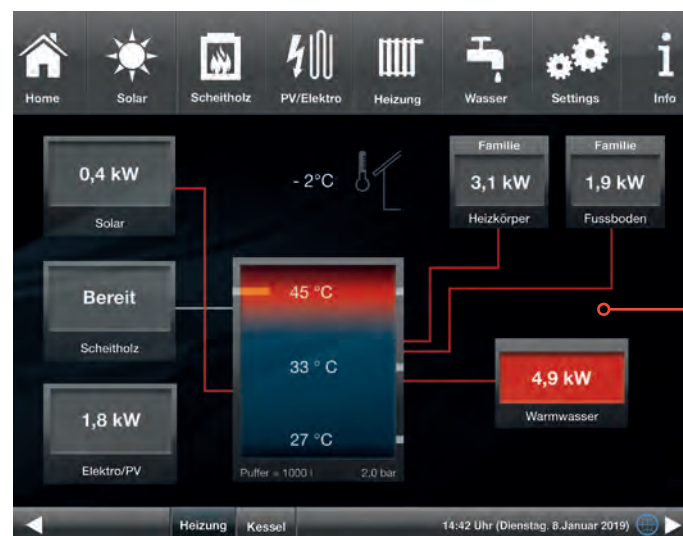 Home Solar Scheitholz PV/Elektro Heizung Wasser Settings Info
0,4 kW
Solar
- 2°C
Familie
3,1 kW
Heizkörper
Familie
1,9 kW
Fussboden
Bereit
Scheitholz
45 °C
33 ° C
27 °C
Puffer = 1000 l 2,0 bar
4,9 kW
Warmwasser
1,8 kW
Elektro/PV
Heizung Kessel 14:42 Uhr (Dienstag. 8.Januar 2019)